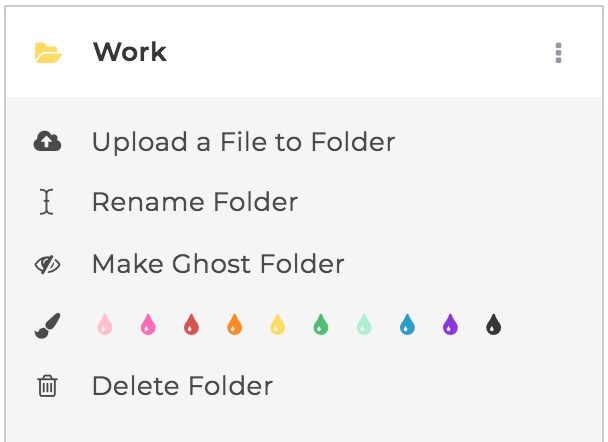 Work
Upload a File to Folder
Rename Folder
Make Ghost Folder
Delete Folder